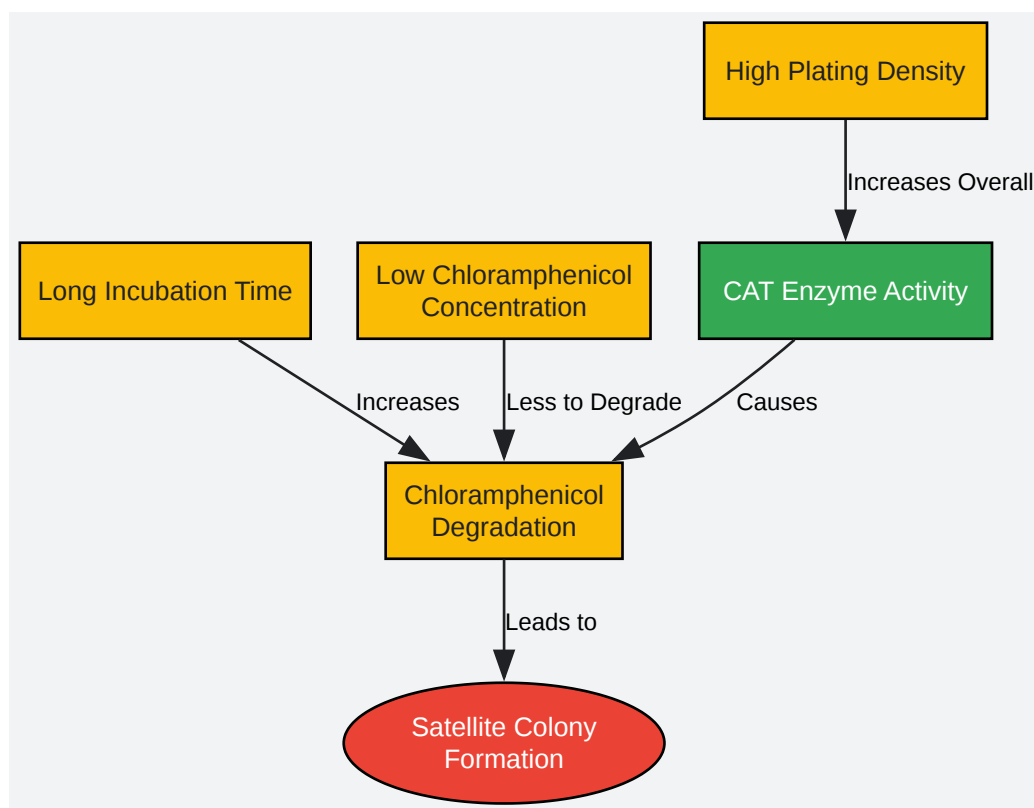 High Plating Density
Increases Overall
Long Incubation Time
Low Chloramphenicol
Concentration
CAT Enzyme Activity
Increases
Less to Degrade
Causes
Chloramphenicol
Degradation
Leads to
Satellite Colony
Formation